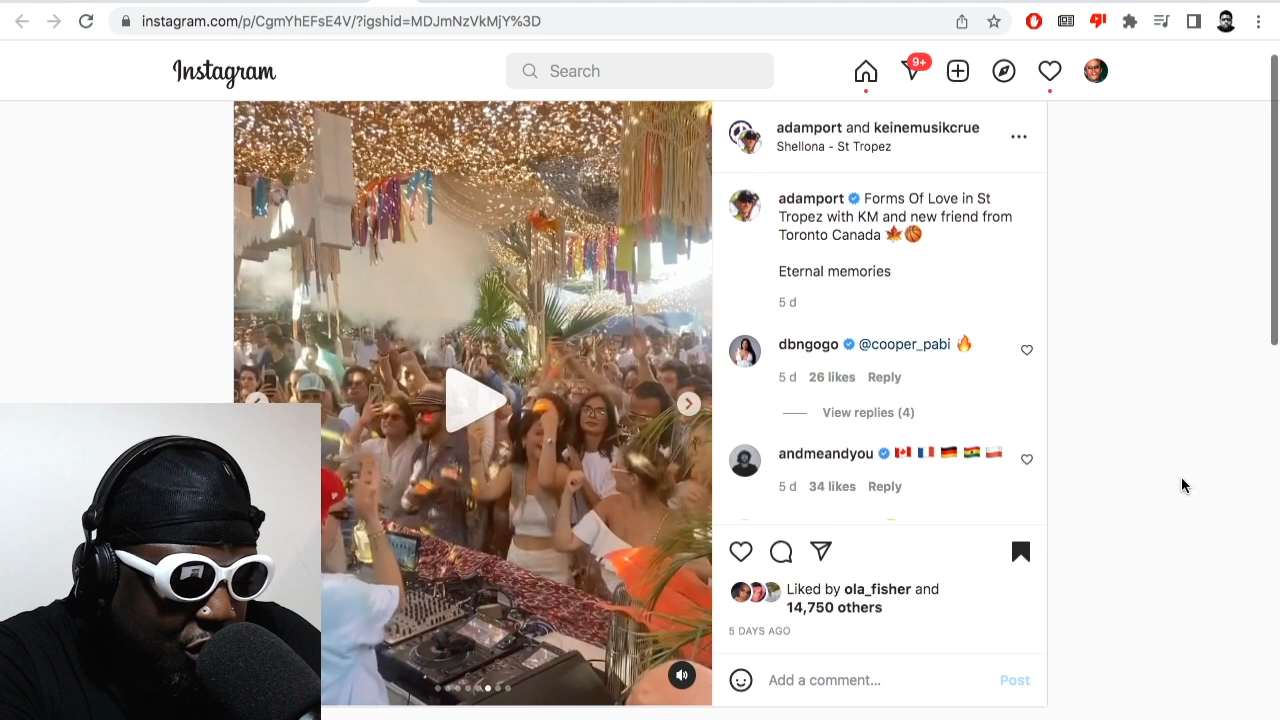 instagram.com/p/CgmYhEFsE4V/?igshid=MDJmNzVkMjY%3D
Instagram
Search
9+
adamport and keinemusikcrue
Shellona - St Tropez
adamport Forms Of Love in St
Tropez with KM and new friend from
Toronto Canada 🍁🏀
Eternal memories
5 d
dbngogo @cooper_pabi 🔥
5 d 26 likes Reply
View replies (4)
andmeandyou 🇨🇦 🇫🇷 🇩🇪 🇬🇭 🇵🇱
5 d 34 likes Reply
Liked by ola_fisher and
14,750 others
5 DAYS AGO
Add a comment... Post